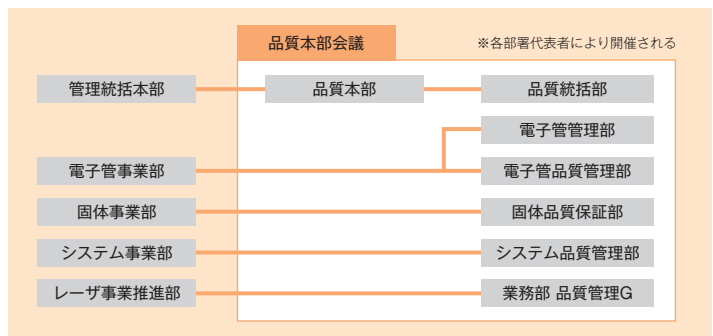 品質本部会議
※各部署代表者により開催される
管理統括本部
品質本部
品質統括部
電子管管理部
電子管事業部
電子管品質管理部
固体事業部
固体品質保証部
システム事業部
システム品質管理部
レーザ事業推進部
業務部 品質管理G